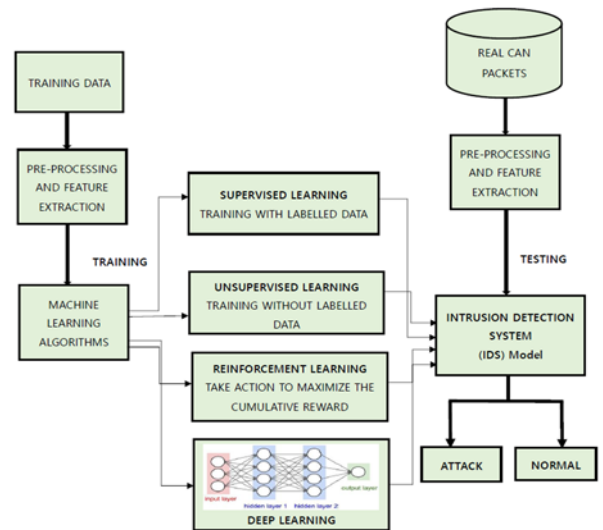 TRAINING DATA
PRE-PROCESSING
AND FEATURE
EXTRACTION
TRAINING
MACHINE
LEARNING
ALGORITHMS
SUPERVISED LEARNING
TRAINING WITH LABELLED DATA
UNSUPERVISED LEARNING
TRAINING WITHOUT LABELLED
DATA
REINFORCEMENT LEARNING
TAKE ACTION TO MAXIMIZE THE
CUMULATIVE REWARD
input layer
hidden layer 1
hidden layer 2
output layer
DEEP LEARNING
REAL CAN
PACKETS
PRE-PROCESSING
AND FEATURE
EXTRACTION
TESTING
INTRUSION DETECTION
SYSTEM
(IDS) Model
ATTACK
NORMAL